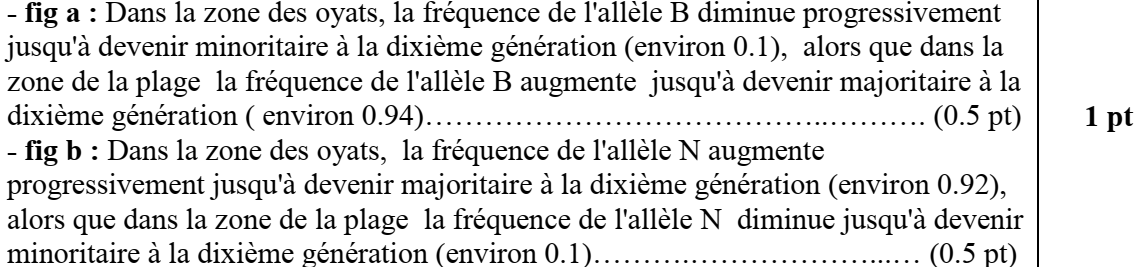 - fig a : Dans la zone des oyats, la fréquence de l'allèle B diminue progressivement
jusqu'à devenir minoritaire à la dixième génération (environ 0.1), alors que dans la
zone de la plage la fréquence de l'allèle B augmente jusqu'à devenir majoritaire à la
dixième génération ( environ 0.94)…………………………………..………. (0.5 pt)
1 pt
- fig b : Dans la zone des oyats, la fréquence de l'allèle N augmente
progressivement jusqu'à devenir majoritaire à la dixième génération (environ 0.92),
alors que dans la zone de la plage la fréquence de l'allèle N diminue jusqu'à devenir
minoritaire à la dixième génération (environ 0.1)……….………………...… (0.5 pt)